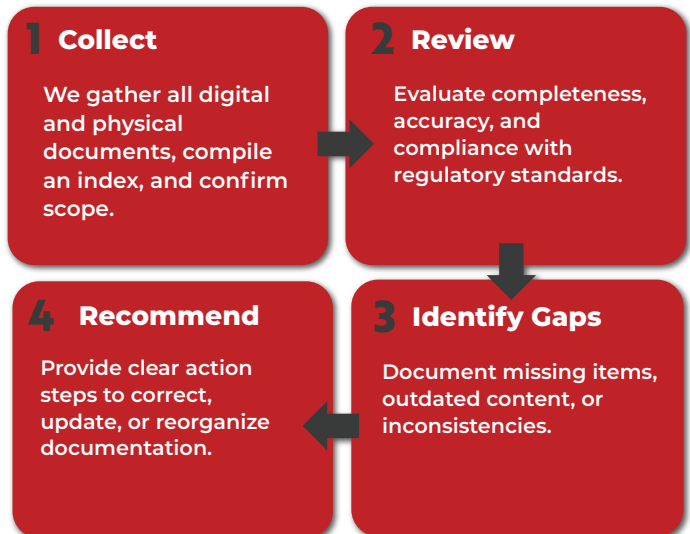 1 Collect
We gather all digital
and physical
documents, compile
an index, and confirm
scope.
2 Review
Evaluate completeness,
accuracy, and
compliance with
regulatory standards.
3 Identify Gaps
Document missing items,
outdated content, or
inconsistencies.
4 Recommend
Provide clear action
steps to correct,
update, or reorganize
documentation.